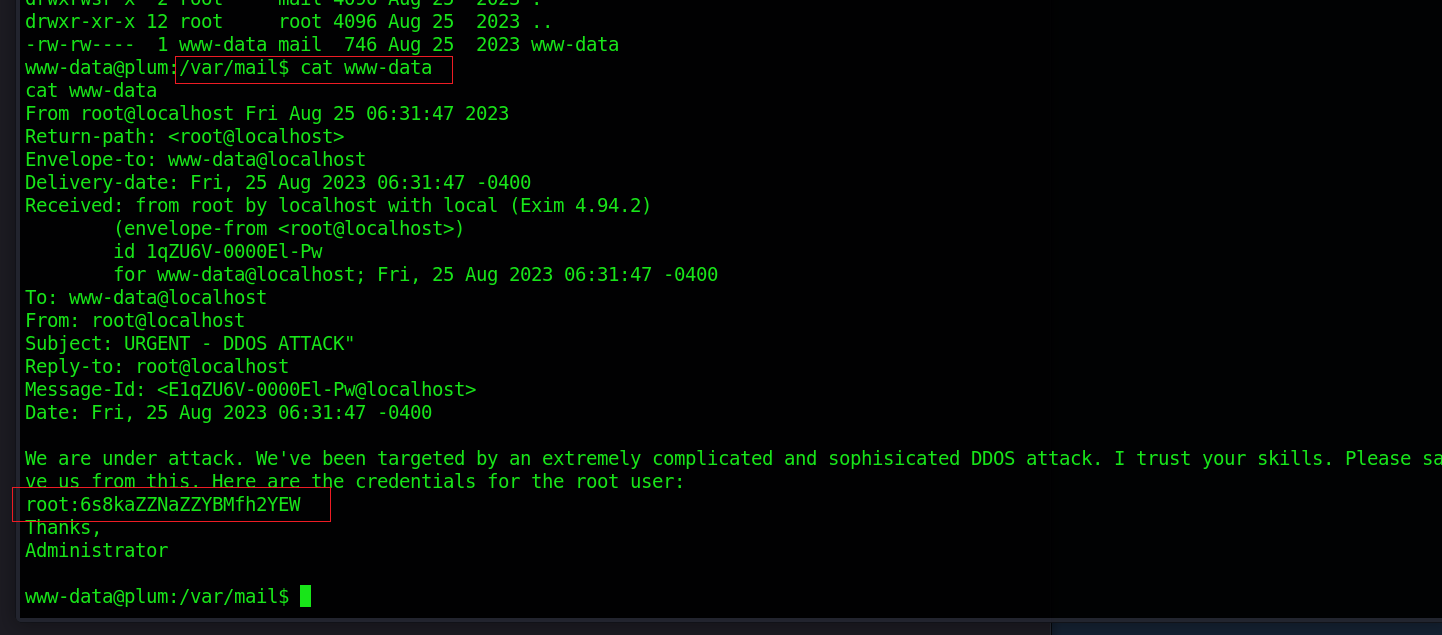 drwxrwsr-x  2 root     mail 4096 Aug 25  2023 .
drwxr-xr-x 12 root     root 4096 Aug 25  2023 ..
-rw-rw----  1 www-data mail  746 Aug 25  2023 www-data
www-data@plum:/var/mail$ cat www-data
cat www-data
From root@localhost Fri Aug 25 06:31:47 2023
Return-path: <root@localhost>
Envelope-to: www-data@localhost
Delivery-date: Fri, 25 Aug 2023 06:31:47 -0400
Received: from root by localhost with local (Exim 4.94.2)
        (envelope-from <root@localhost>)
        id 1qZU6V-0000El-Pw
        for www-data@localhost; Fri, 25 Aug 2023 06:31:47 -0400
To: www-data@localhost
From: root@localhost
Subject: URGENT - DDOS ATTACK"
Reply-to: root@localhost
Message-Id: <E1qZU6V-0000El-Pw@localhost>
Date: Fri, 25 Aug 2023 06:31:47 -0400

We are under attack. We've been targeted by an extremely complicated and sophisicated DDOS attack. I trust your skills. Please sa
ve us from this. Here are the credentials for the root user:
root:6s8kaZZNaZZYBMfh2YEW
Thanks,
Administrator

www-data@plum:/var/mail$